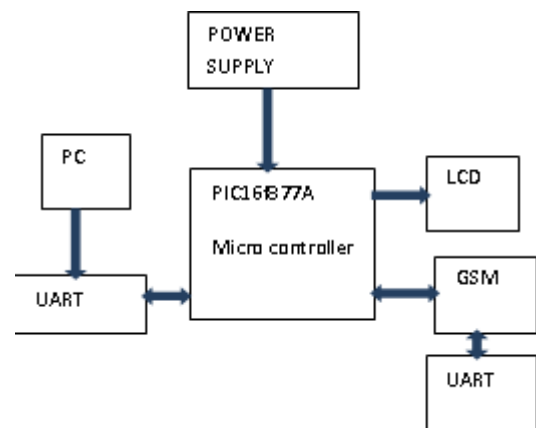 POWER
SUPPLY
PC
PIC16f877A
Micro controller
LCD
UART
GSM
UART